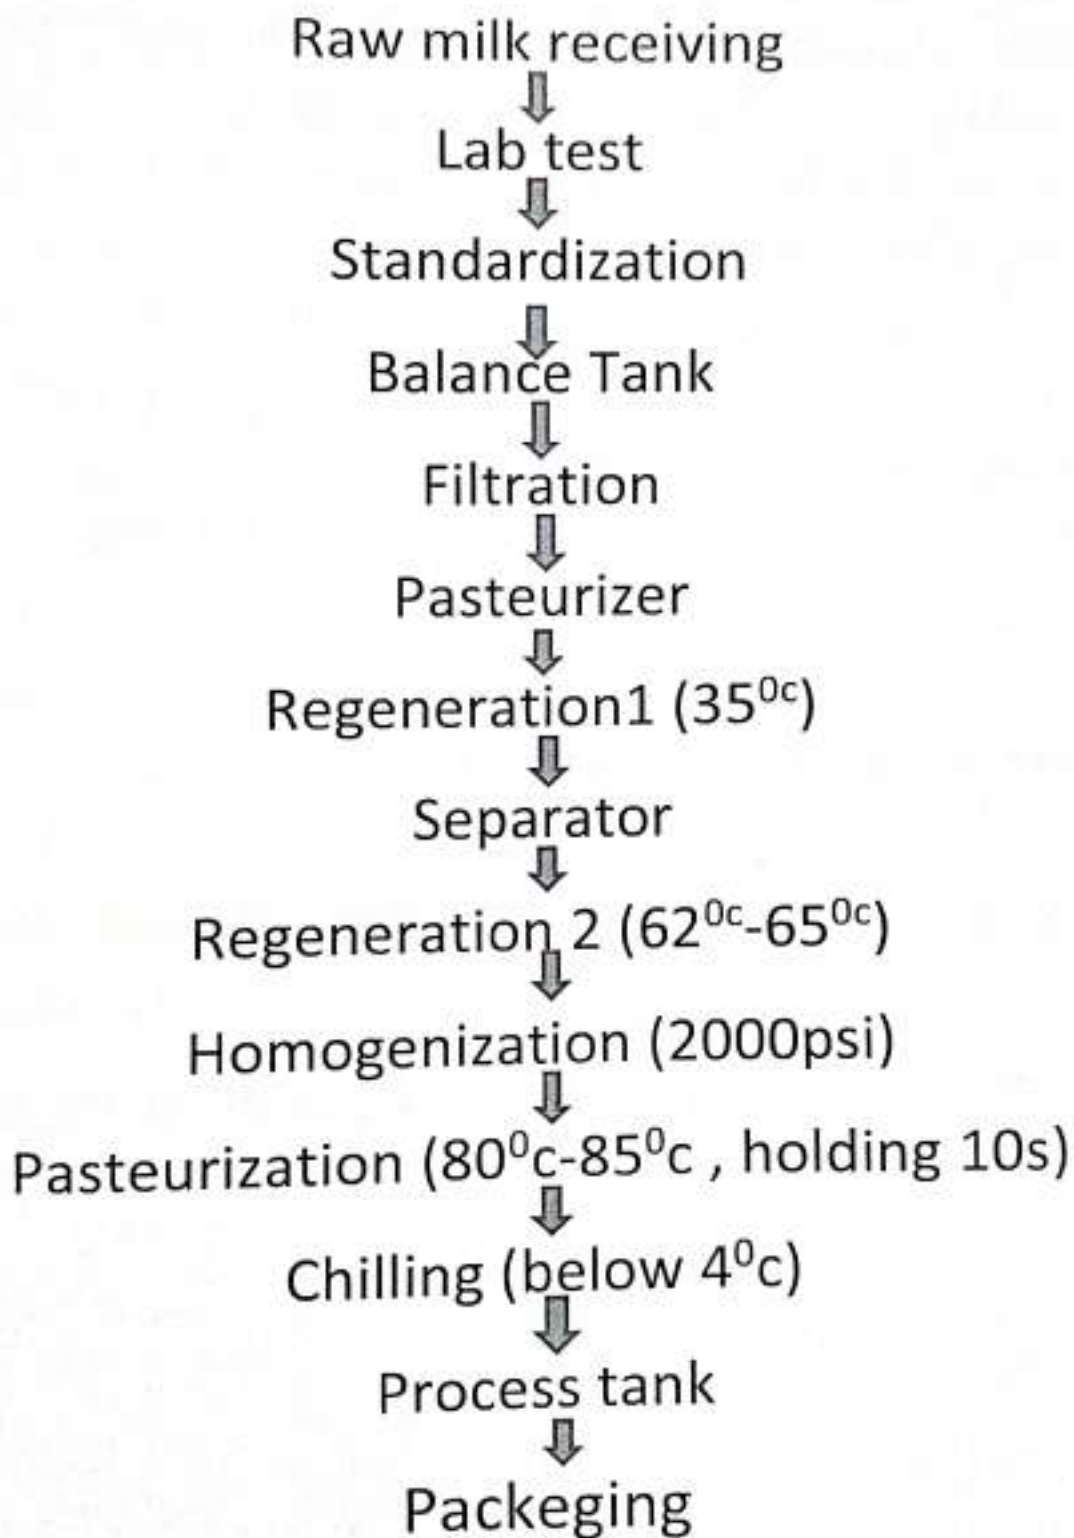 Raw milk receiving
Lab test
Standardization
Balance Tank
Filtration
Pasteurizer
Regeneration1 (35⁰ᶜ)
Separator
Regeneration 2 (62⁰ᶜ-65⁰ᶜ)
Homogenization (2000psi)
Pasteurization (80⁰c-85⁰c , holding 10s)
Chilling (below 4⁰c)
Process tank
Packeging